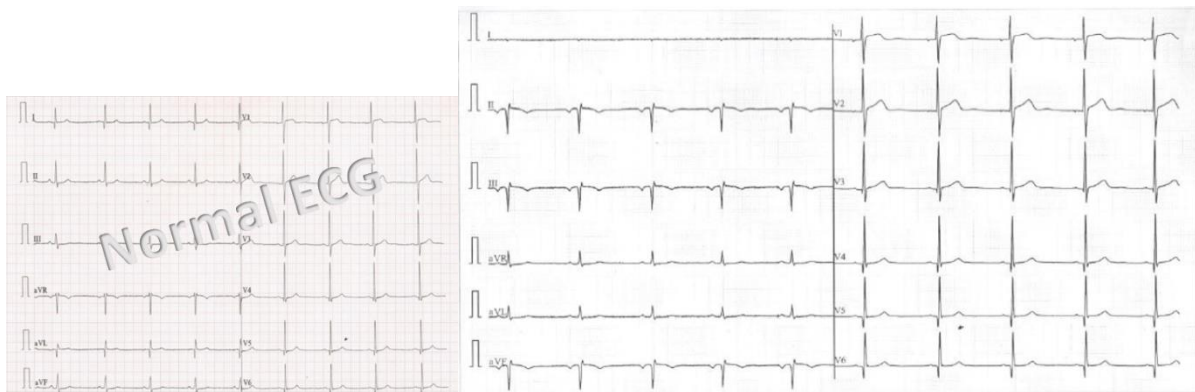 I V1
II V2
III V3
aVR V4
aVL V5
aVF V6
Normal ECG
I V1
II V2
III V3
aVR V4
aVL V5
aVF V6